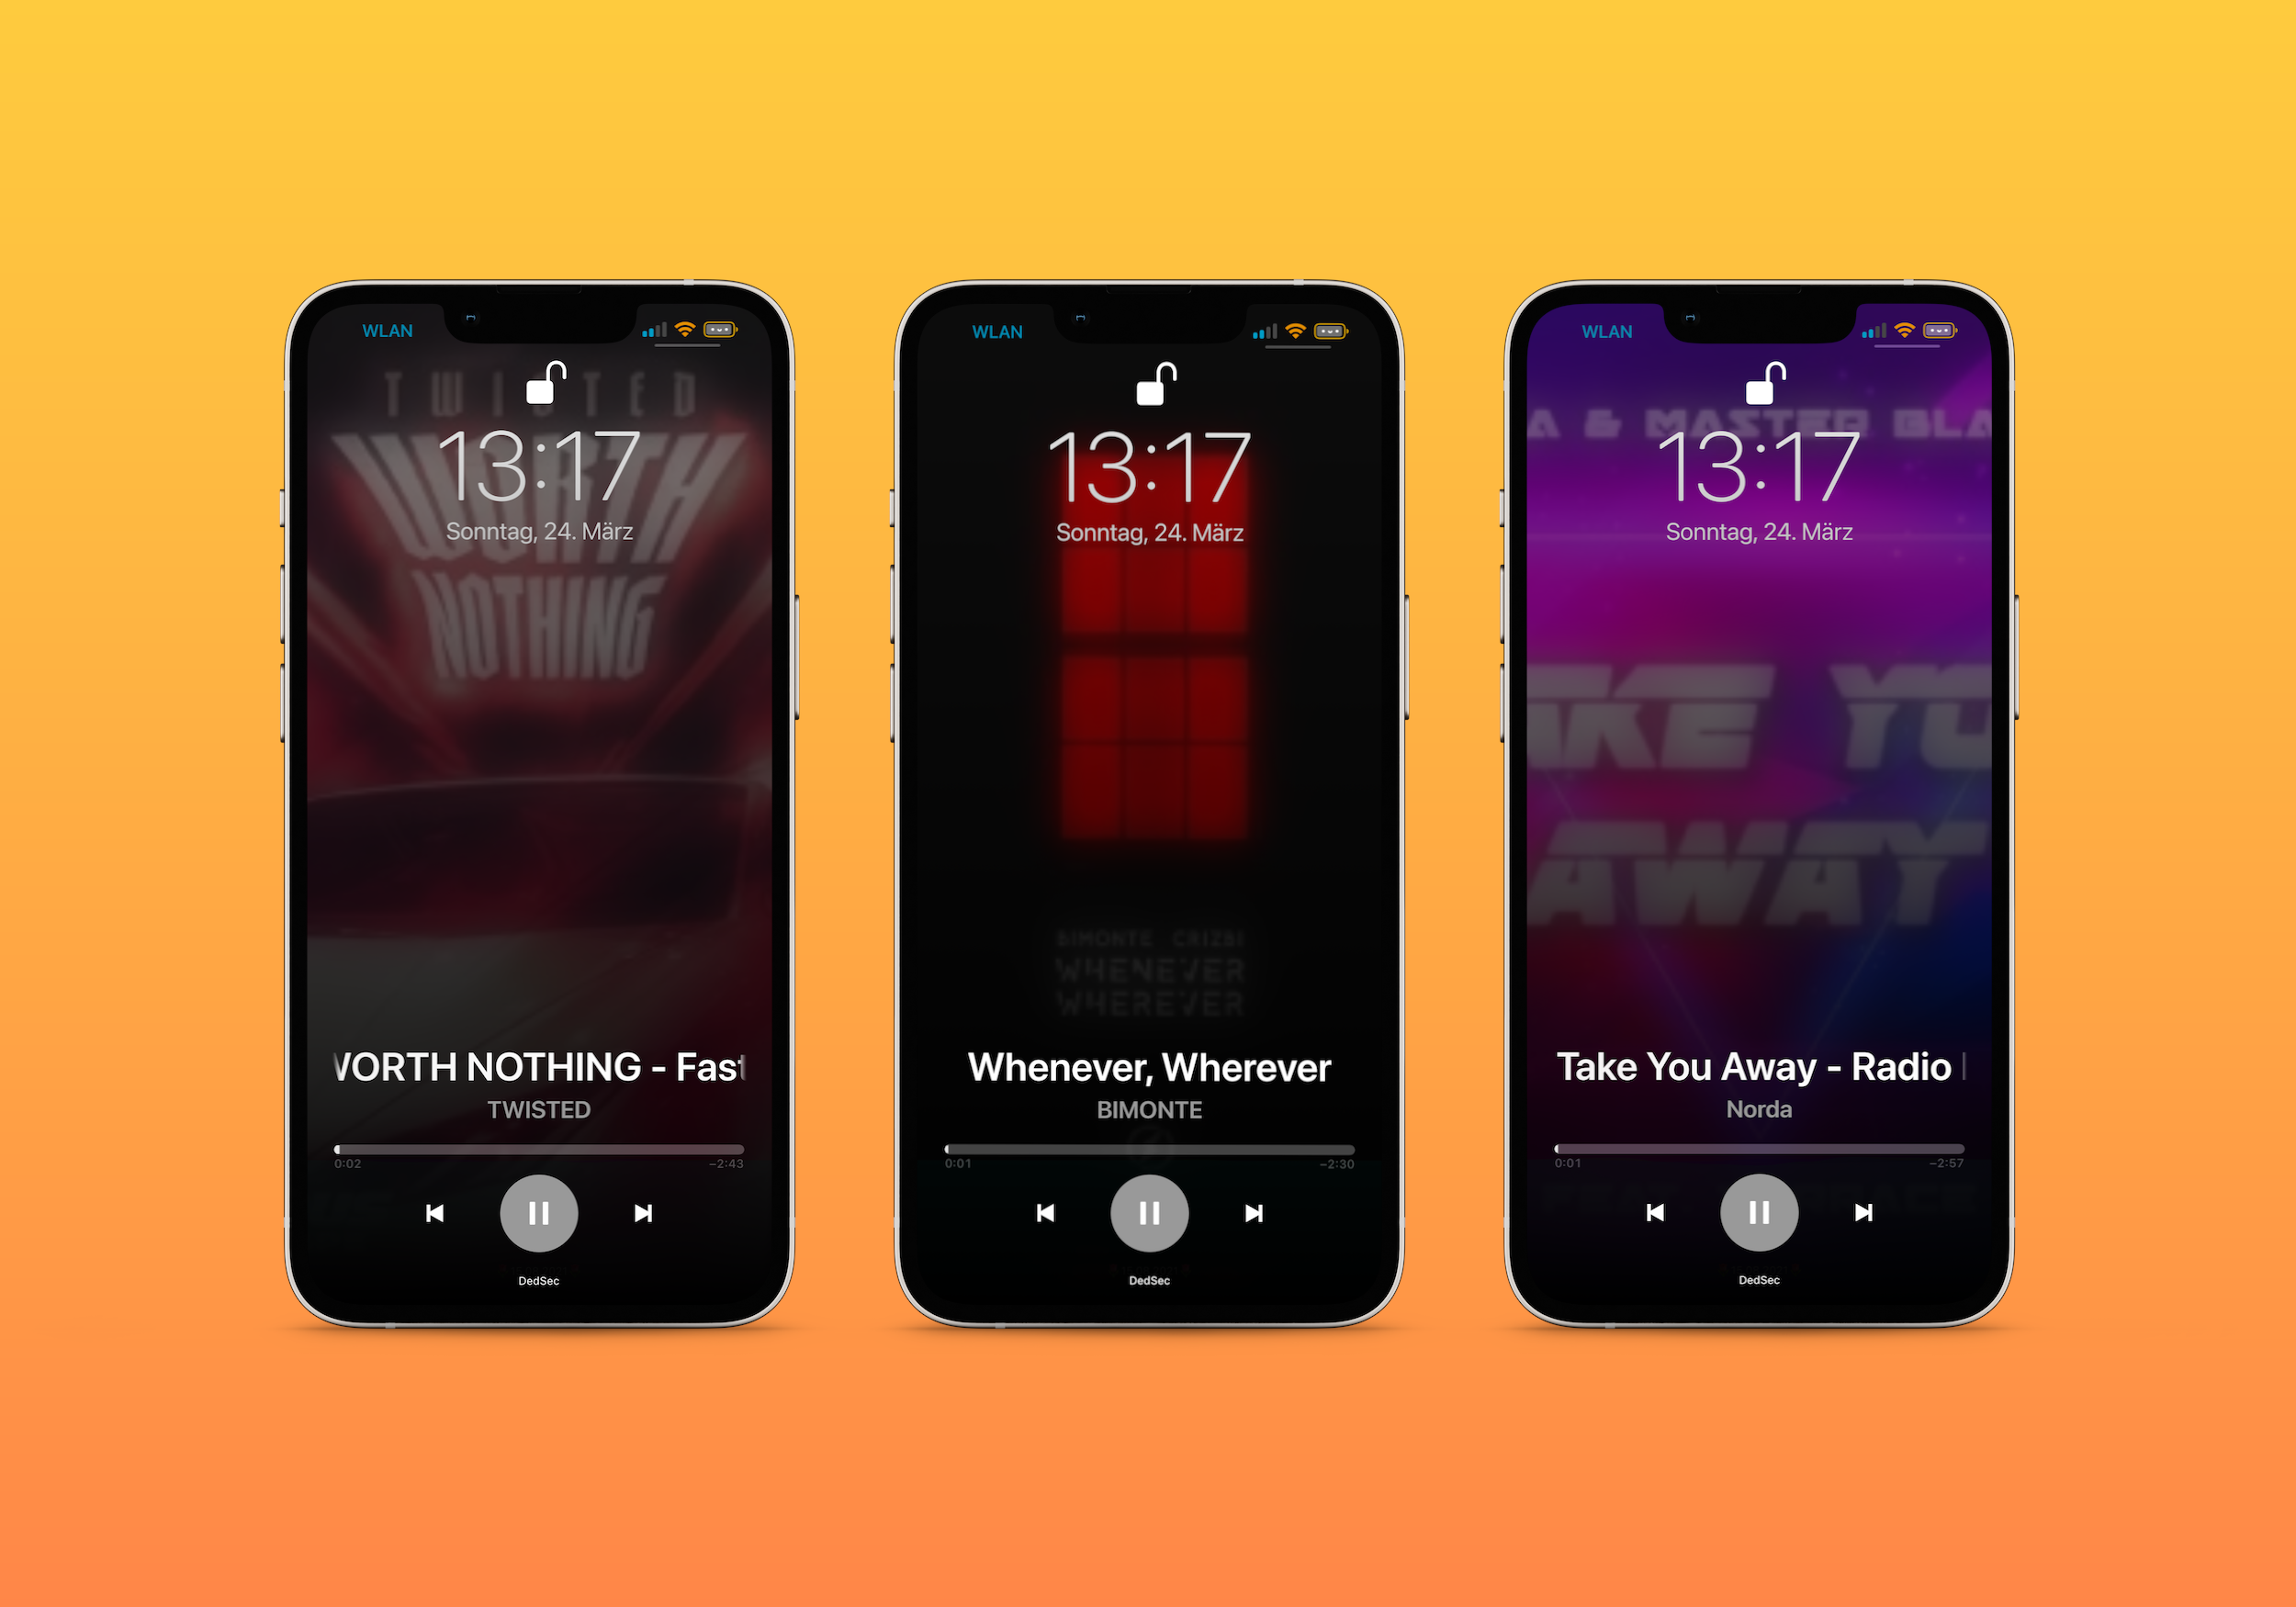 WLAN
TWISTED
13:17
WORTH
Sonntag, 24. März
NOTHING
WORTH NOTHING - Fast
TWISTED
0:02 −2:43
DedSec
WLAN
13:17
Sonntag, 24. März
BIMONTE CRIZBI
WHENEVER
WHEREVER
Whenever, Wherever
BIMONTE
0:01 −2:30
DedSec
WLAN
A & MASTER BLA
13:17
Sonntag, 24. März
AKE YO
AWAY
Take You Away - Radio
Norda
0:01 −2:57
DedSec